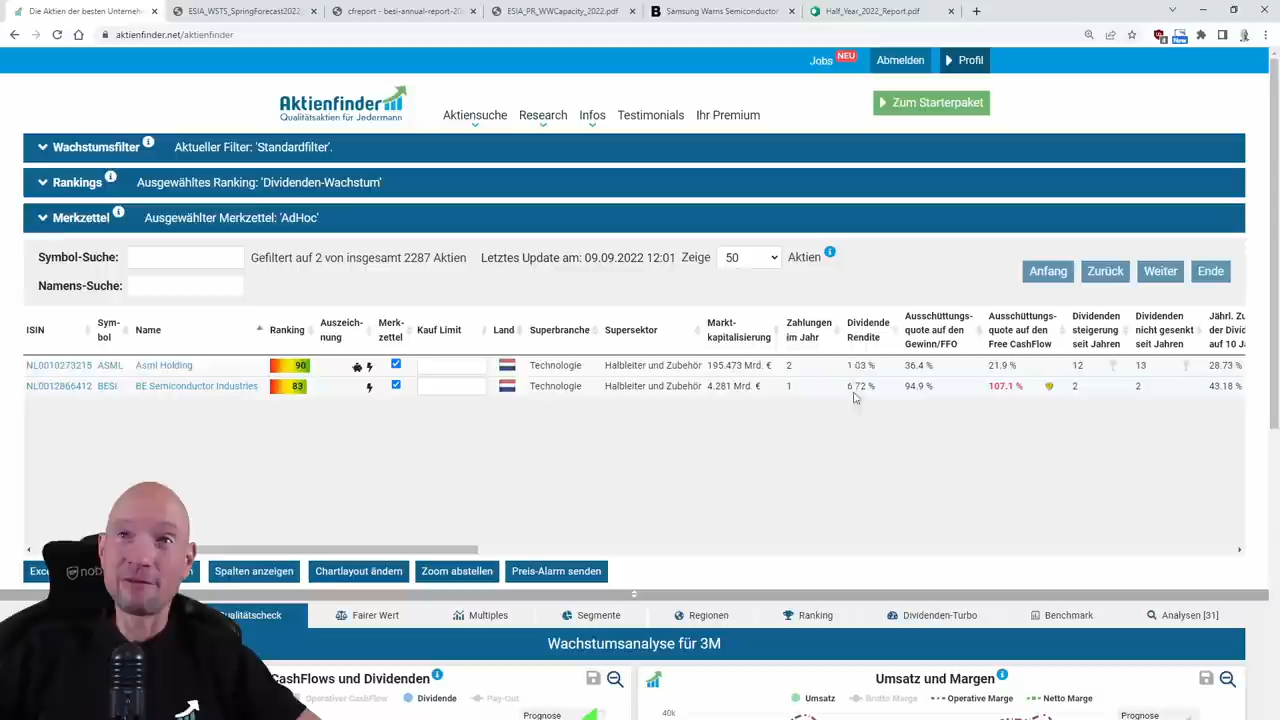 Die Aktien der besten Unterneh
ESIA_WSTS_SpringForecast2022
cfreport - besi-annual-report-20
ESIA_PR_WWCapacity_2022.pdf
Samsung Warns Semiconductor
Half_Year_2022_Report.pdf
aktienfinder.net/aktienfinder
New
Jobs NEU
Abmelden
Profil
Aktienfinder
Qualitätsaktien für Jedermann
Aktiensuche
Research
Infos
Testimonials
Ihr Premium
Zum Starterpaket
Wachstumsfilter Aktueller Filter: 'Standardfilter'.
Rankings Ausgewähltes Ranking: 'Dividenden-Wachstum'
Merkzettel Ausgewählter Merkzettel: 'AdHoc'
Symbol-Suche: Gefiltert auf 2 von insgesamt 2287 Aktien Letztes Update am: 09.09.2022 12:01 Zeige 50 Aktien
Namens-Suche:
Anfang Zurück Weiter Ende
ISIN
Sym-
bol
Name
Ranking
Auszeich-
nung
Merk-
zettel
Kauf Limit
Land
Superbranche
Supersektor
Markt-
kapitalisierung
Zahlungen
im Jahr
Dividende
Rendite
Ausschüttungs-
quote auf den
Gewinn/FFO
Ausschüttungs-
quote auf den
Free CashFlow
Dividenden
steigerung
seit Jahren
Dividenden
nicht gesenkt
seit Jahren
Jährl. Z
der Divid
auf 10 J
NL0010273215 ASML Asml Holding 90 Technologie Halbleiter und Zubehör 195.473 Mrd. € 2 1.03 % 36.4 % 21.9 % 12 13 28.73 %
NL0012866412 BESI BE Semiconductor Industries 83 Technologie Halbleiter und Zubehör 4.281 Mrd. € 1 6.72 % 94.9 % 107.1 % 2 2 43.18 %
Spalten anzeigen
Chartlayout ändern
Zoom abstellen
Preis-Alarm senden
Fairer Wert
Multiples
Segmente
Regionen
Ranking
Dividenden-Turbo
Benchmark
Analysen [31]
Wachstumsanalyse für 3M
CashFlows und Dividenden
Operativer CashFlow
Dividende
Pay-Out
Prognose
Umsatz und Margen
Umsatz
Brutto Marge
Operative Marge
Netto Marge
40k
Prognose